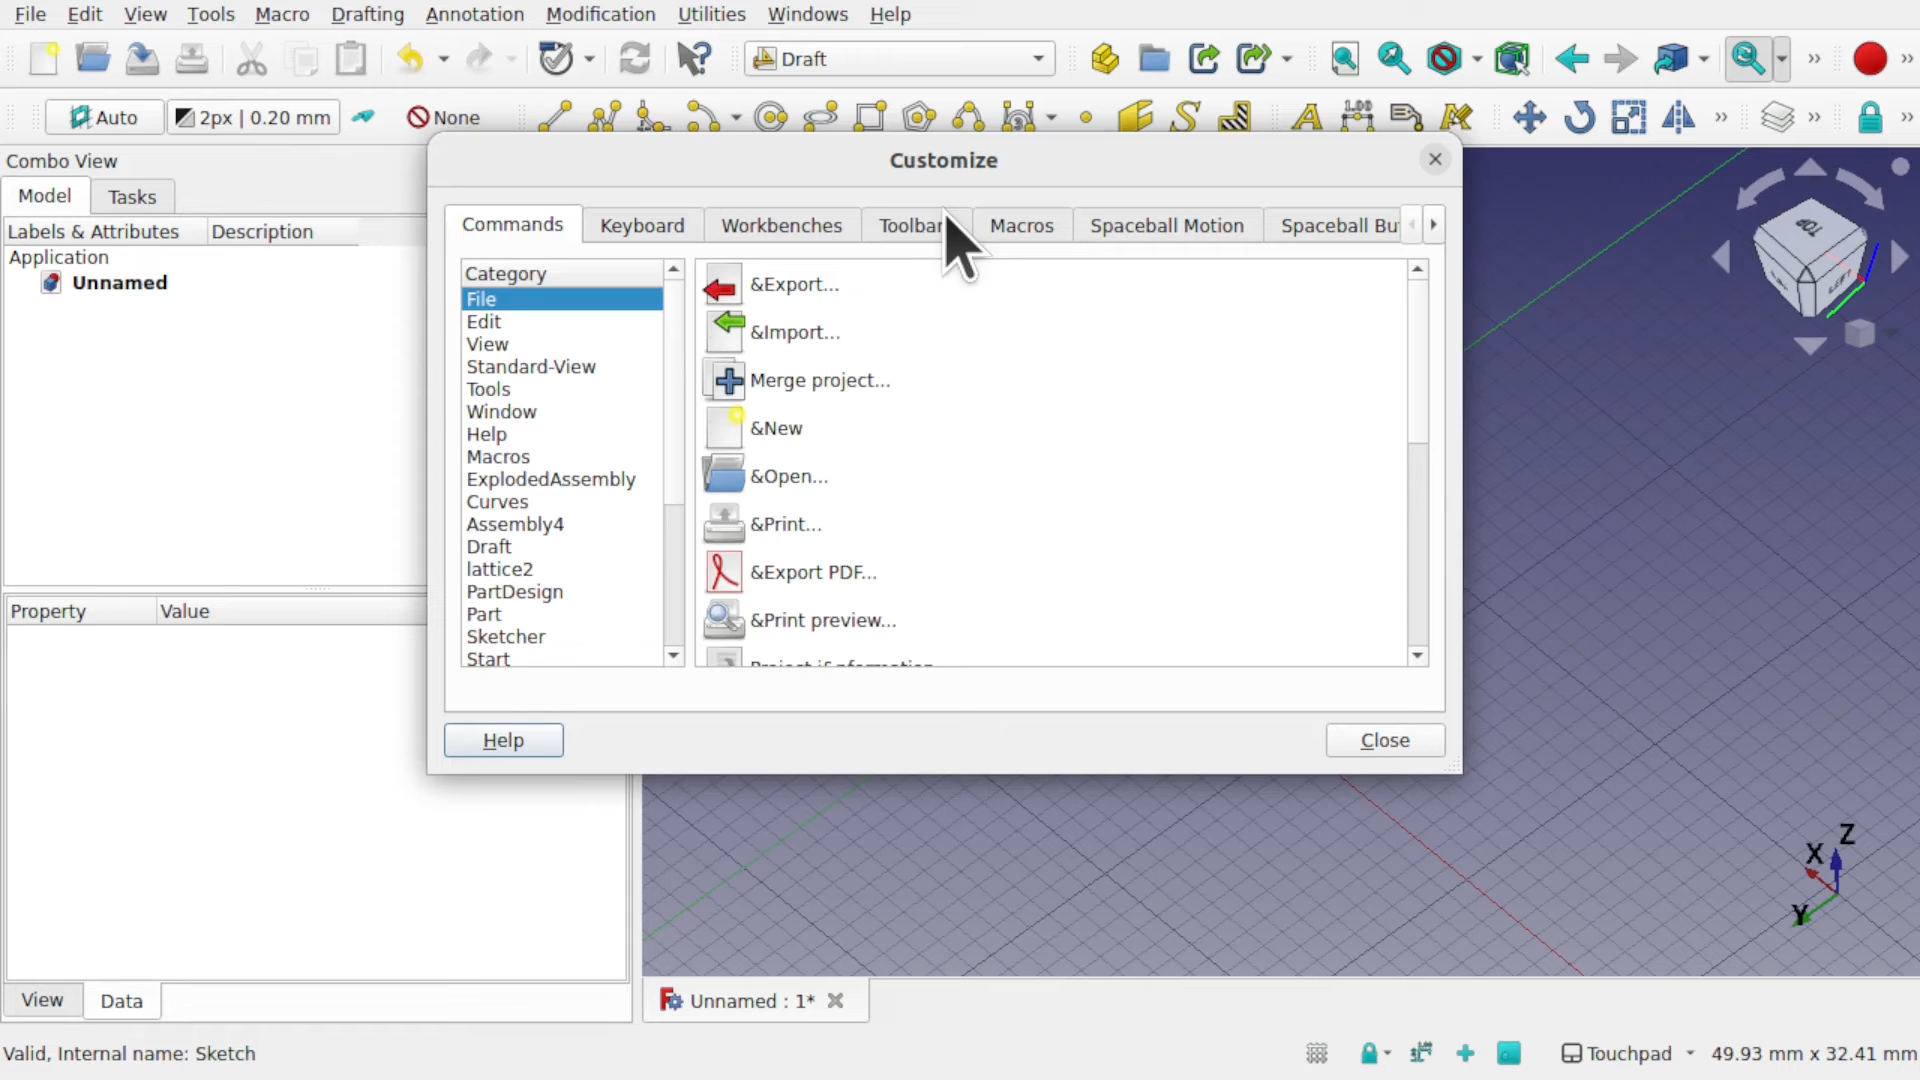 File Edit View Tools Macro Drafting Annotation Modification Utilities Windows Help
Draft
Auto 2px | 0.20 mm None
1.00
Combo View
Model Tasks
Labels & Attributes Description
Application
Unnamed
Property Value
View Data
Customize
Commands Keyboard Workbenches Macros Spaceball Motion Spaceball
Category
File
Edit
View
Standard-View
Tools
Window
Help
Macros
ExplodedAssembly
Curves
Assembly4
Draft
lattice2
PartDesign
Part
Sketcher
Start
&Export...
&Import...
Merge project...
&New
&Open...
&Print...
&Export PDF...
&Print preview...
Help Close
TOP
Z
X
Y
Unnamed : 1*
Valid, Internal name: Sketch Touchpad 49.93 mm x 32.41 mm